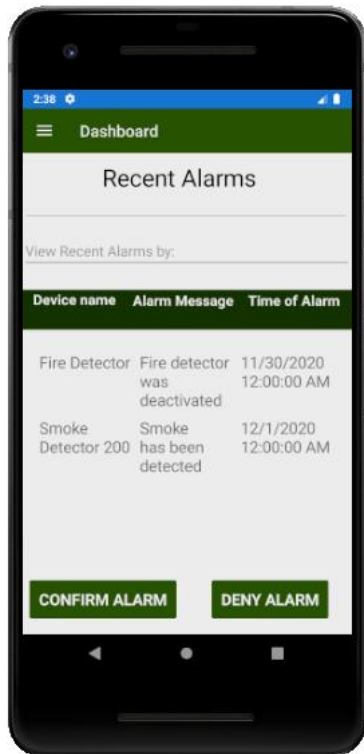 2:38
Dashboard
Recent Alarms
View Recent Alarms by:
Device name Alarm Message Time of Alarm
Fire Detector Fire detector 11/30/2020
was 12:00:00 AM
deactivated
Smoke Smoke 12/1/2020
Detector 200 has been 12:00:00 AM
detected
CONFIRM ALARM DENY ALARM